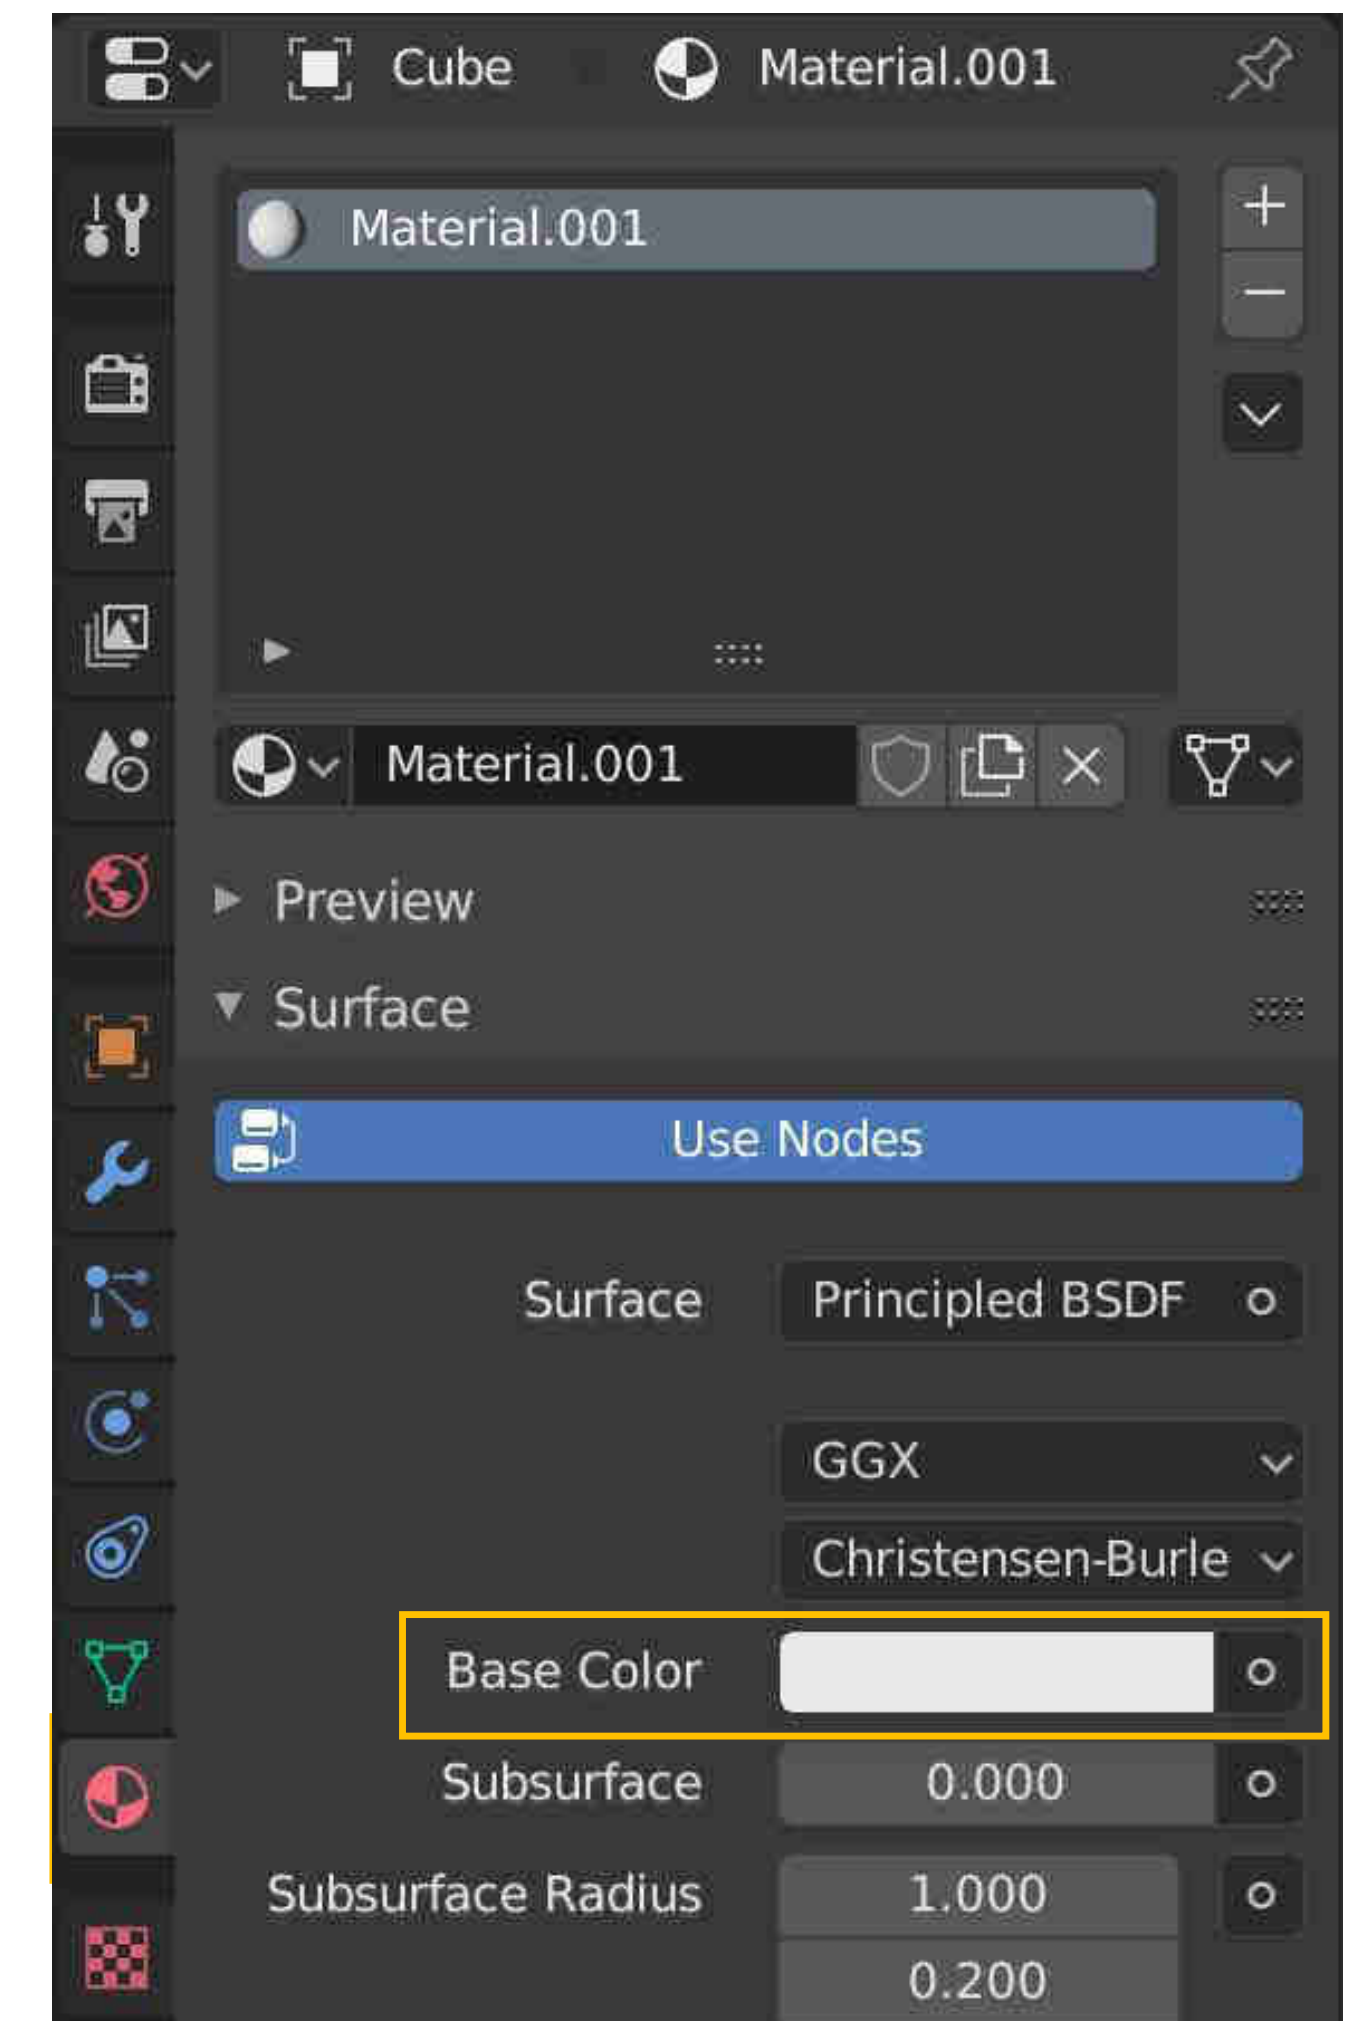 Cube Material.001
Material.001
Material.001
Preview
Surface
Use Nodes
Surface Principled BSDF
GGX
Christensen-Burle
Base Color
Subsurface 0.000
Subsurface Radius 1.000
0.200